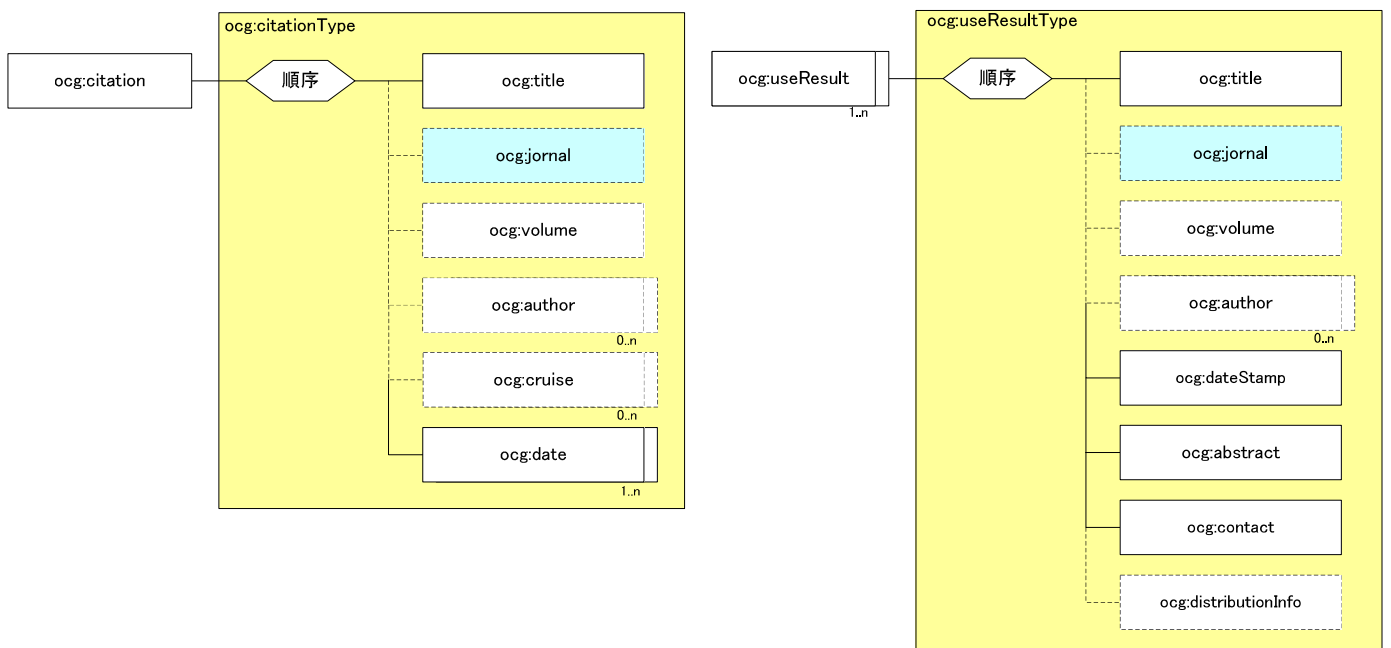 ocg:citationType
ocg:citation
順序
ocg:title
ocg:jornal
ocg:volume
ocg:author
0..n
ocg:cruise
0..n
ocg:date
1..n
ocg:useResultType
ocg:useResult
1..n
順序
ocg:title
ocg:jornal
ocg:volume
ocg:author
0..n
ocg:dateStamp
ocg:abstract
ocg:contact
ocg:distributionInfo